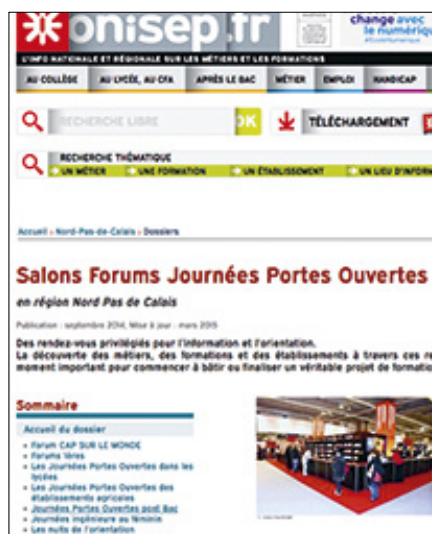 onisep.fr
change avec
le numérique
L'INFO NATIONALE ET RÉGIONALE SUR LES MÉTIERS ET LES FORMATIONS
AU COLLÈGE AU LYCÉE, AU CFA APRÈS LE BAC MÉTIER EMPLOI HANDICAP
RECHERCHE LIBRE OK TÉLÉCHARGEMENT
RECHERCHE THÉMATIQUE
UN MÉTIER UNE FORMATION UN ÉTABLISSEMENT UN LIEU D'INFORM
Accueil > Nord-Pas-de-Calais > Dossiers
Salons Forums Journées Portes Ouvertes
en région Nord Pas de Calais
Publication : septembre 2014, Mise à jour : mars 2015
Des rendez-vous privilégiés pour l'information et l'orientation.
La découverte des métiers, des formations et des établissements à travers ces re
moment important pour commencer à bâtir ou finaliser un véritable projet de formatio
Sommaire
Accueil du dossier
Forum CAP SUR LE MONDE
Forums 1ères
Les Journées Portes Ouvertes dans les
lycées
Les Journées Portes Ouvertes des
établissements agricoles
Journées Portes Ouvertes post Bac
Journées ingénieure au féminin
Les nuits de l'orientation